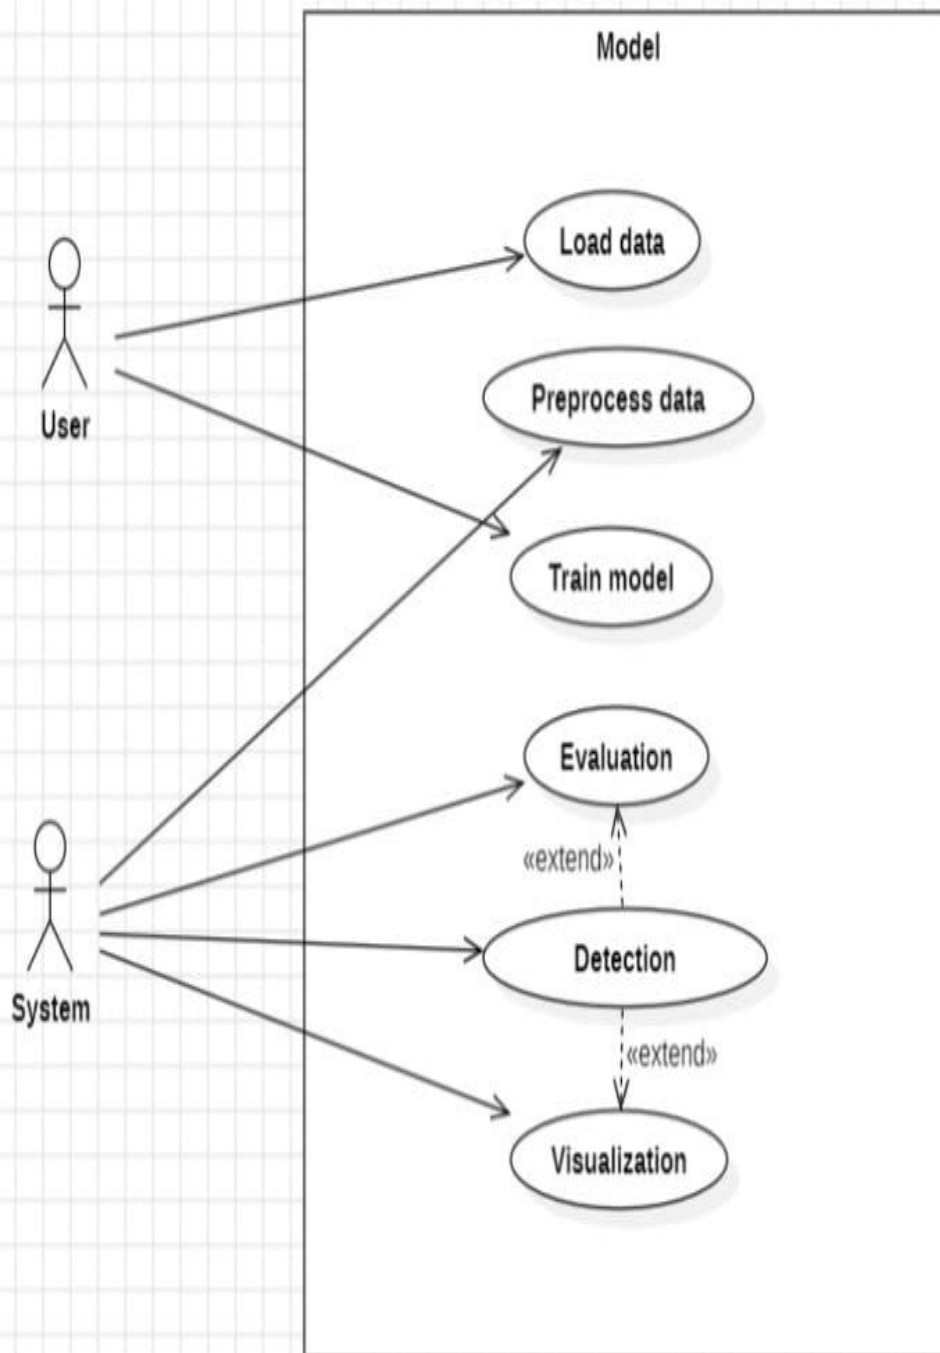 Model
Load data
Preprocess data
User
Train model
Evaluation
«extend»
Detection
System
«extend»
Visualization